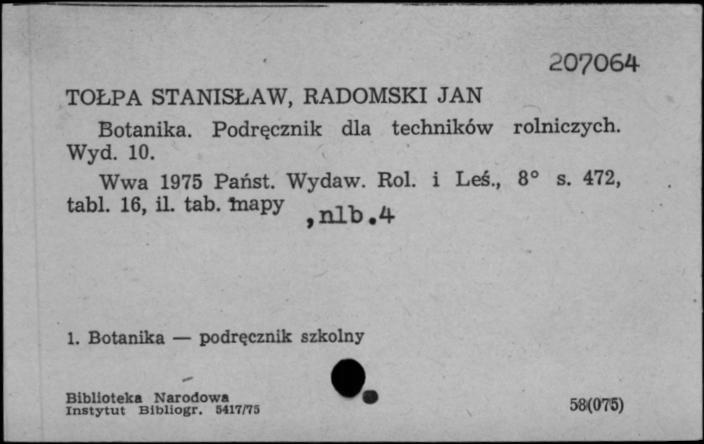 207064
TOŁPA STANISŁAW, RADOMSKI JAN
Botanika. Podręcznik dla techników rolniczych.
Wyd. 10.
Wwa 1975 Państ. Wydaw. Rol. i Leś., 8° s. 472,
tabl. 16, il. tab. mapy , nlb.4
1. Botanika — podręcznik szkolny
Biblioteka Narodowa
Instytut Bibliogr. 5417/75
58(075)